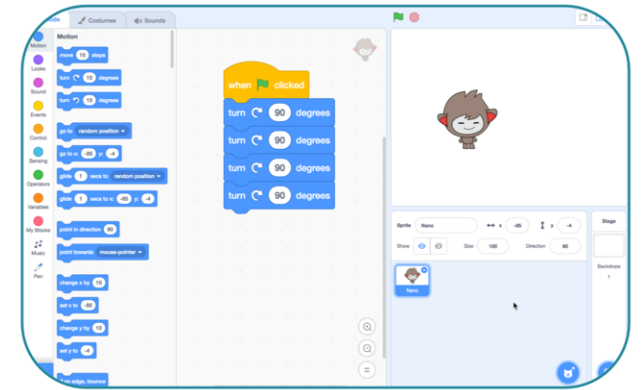 Costumes
Sounds
Motion
Motion
move 10 steps
turn 15 degrees
turn 15 degrees
go to random position
go to x: -85 y: -4
glide 1 secs to random position
glide 1 secs to x: -85 y: -4
point in direction 90
point towards mouse-pointer
change x by 10
set x to -85
change y by 10
set y to -4
edge, bounce
Looks
Sound
Events
Control
Sensing
Operators
Variables
My Blocks
Music
Pen
when clicked
turn 90 degrees
turn 90 degrees
turn 90 degrees
turn 90 degrees
Sprite Nano x -85 y -4
Show Size 100 Direction 90
Nano
Stage
Backdrops
1